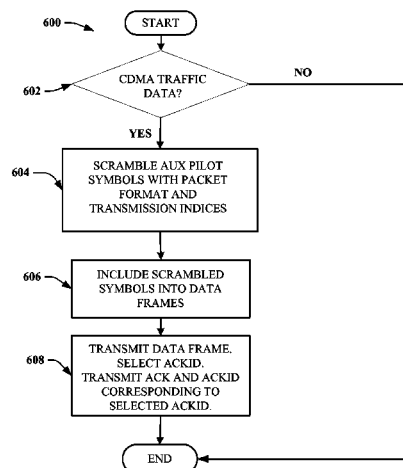 600
START
602
CDMA TRAFFIC
DATA?
NO
YES
604
SCRAMBLE AUX PILOT
SYMBOLS WITH PACKET
FORMAT AND
TRANSMISSION INDICES
606
INCLUDE SCRAMBLED
SYMBOLS INTO DATA
FRAMES
608
TRANSMIT DATA FRAME.
SELECT ACKID.
TRANSMIT ACK AND ACKID
CORRESPONDING TO
SELECTED ACKID.
END